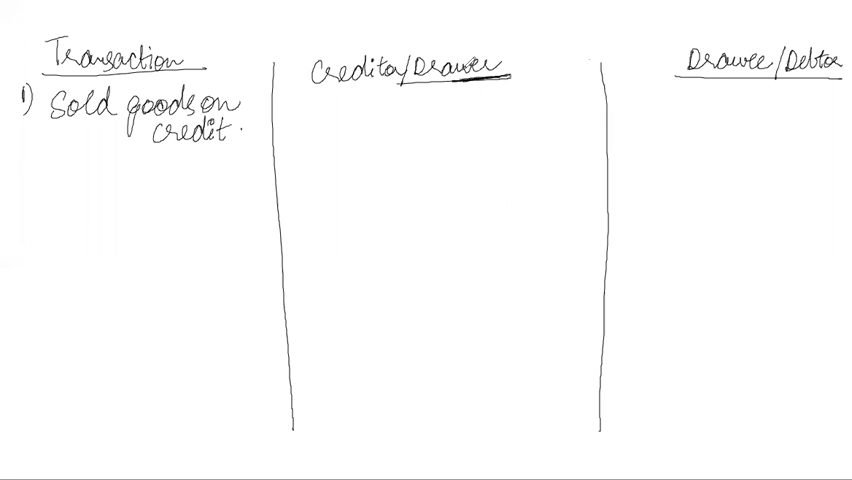 Transaction
Creditor/Drawer
Drawee/Debtor
1) Sold goods on
credit.